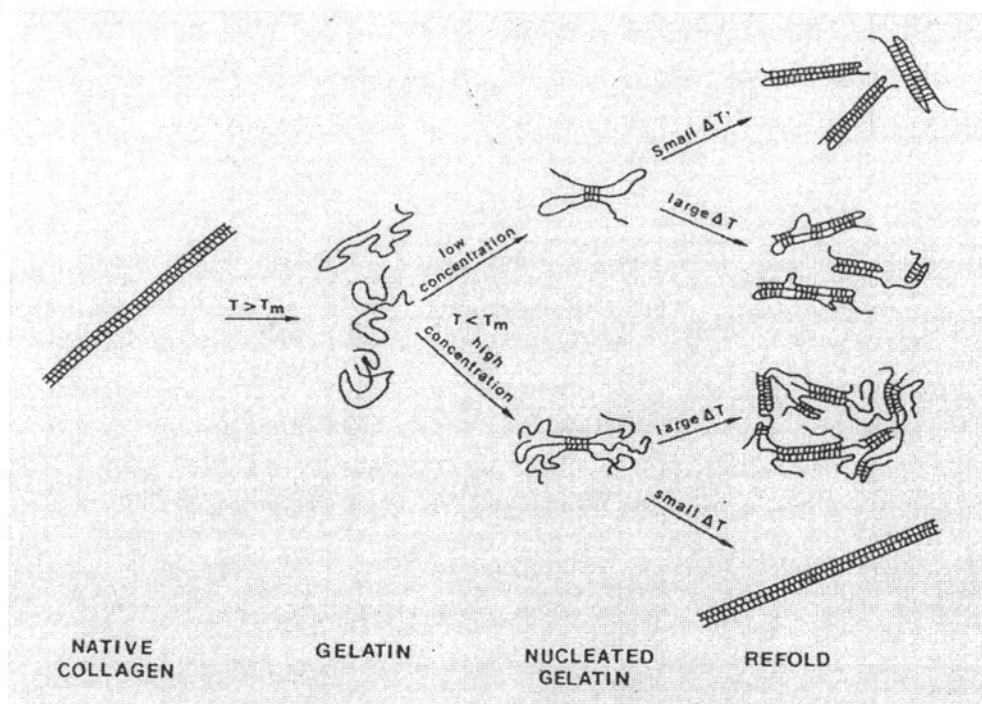 Small ΔT
large ΔT
low
concentration
T > Tm
T < Tm
high
concentration
large ΔT
small ΔT
NATIVE
COLLAGEN
GELATIN
NUCLEATED
GELATIN
REFOLD